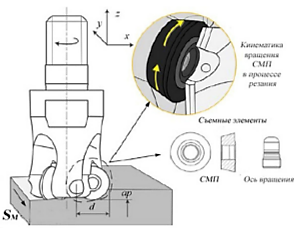 z
y
x
Кинематика
вращения
СМП
в процессе
резания
Съемные элементы
СМП
Ось вращения
ap
d
Sм